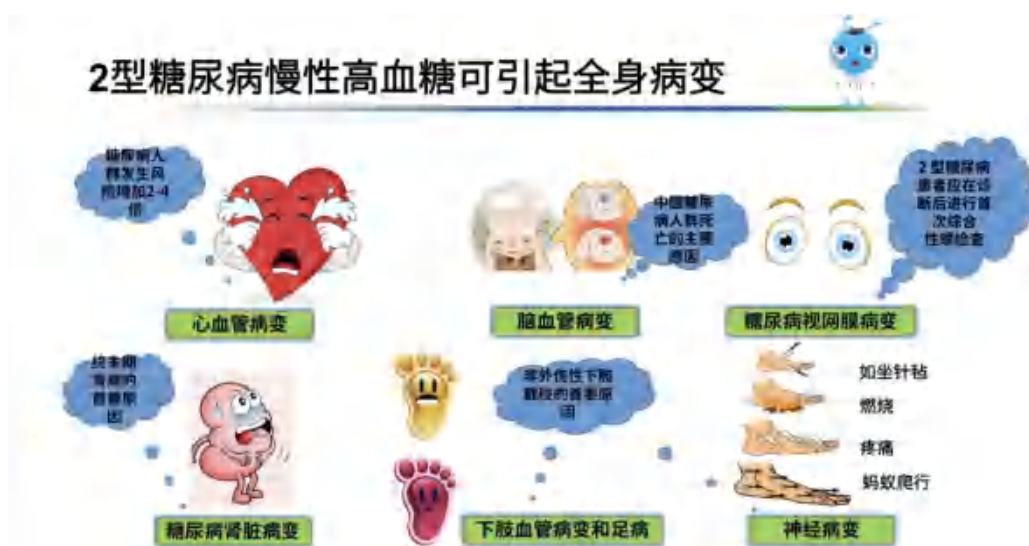 2型糖尿病慢性高血糖可引起全身病变
糖尿病人
群发生风
险增加2-4
倍
中国糖尿
病人群死
亡的主要
原因
2型糖尿病
患者应在诊
断后进行首
次综合
性眼检查
心血管病变
脑血管病变
糖尿病视网膜病变
肾衰的
首要原
因
非外伤性下肢
截肢的首要原
因
如坐针毡
燃烧
疼痛
蚂蚁爬行
糖尿病肾脏病变
下肢血管病变和足病
神经病变